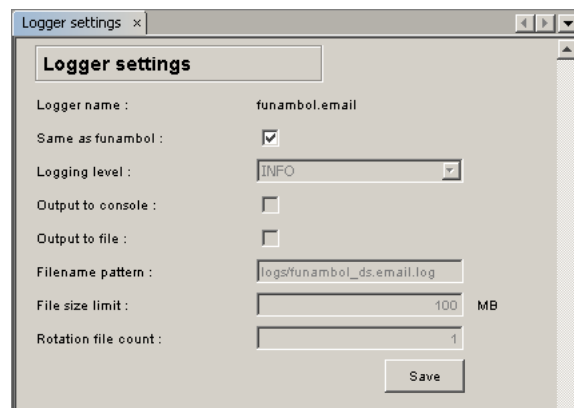 Logger settings
Logger settings
Logger name : funambol.email
Same as funambol :
Logging level : INFO
Output to console :
Output to file :
Filename pattern : logs/funambol_ds.email.log
File size limit : 100 MB
Rotation file count : 1
Save